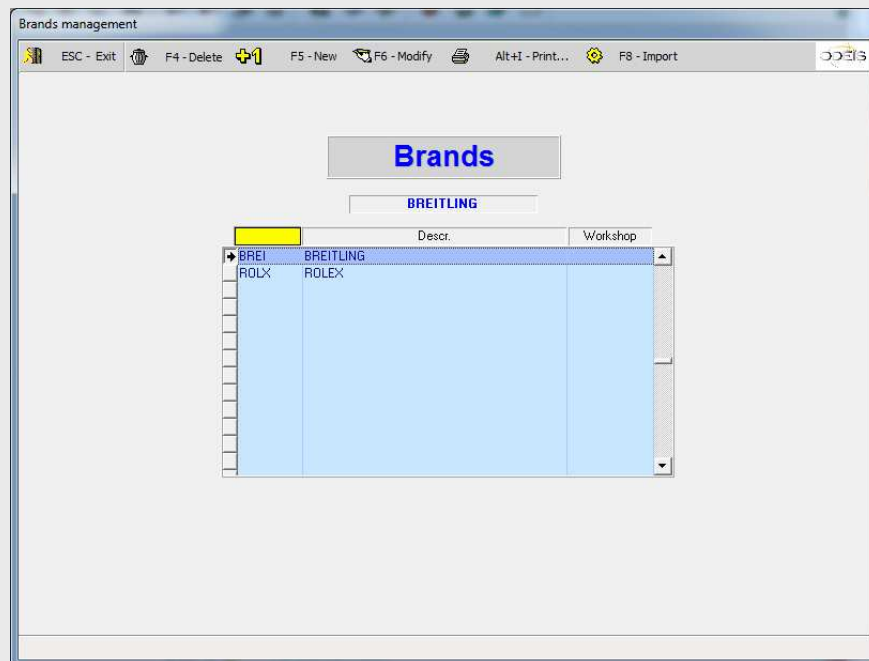 Brands management
ESC - Exit F4 - Delete +1 F5 - New F6 - Modify Alt+I - Print... F8 - Import
Brands
BREITLING
Descr. Workshop
BREI BREITLING
ROLX ROLEX